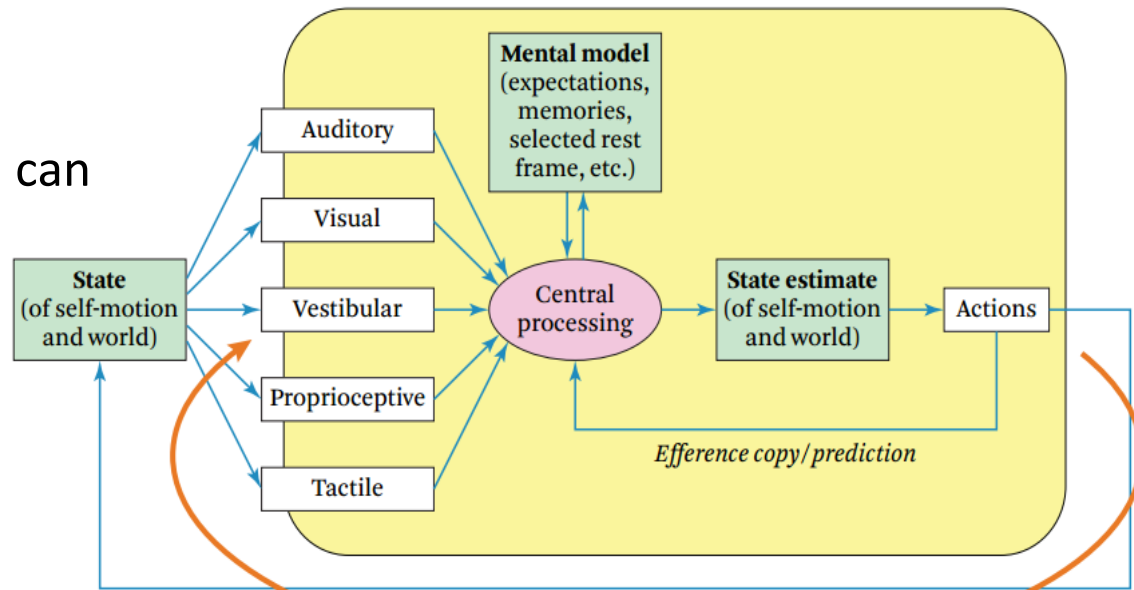 can
Mental model
(expectations,
memories,
selected rest
frame, etc.)
Auditory
Visual
Vestibular
Proprioceptive
Tactile
State
(of self-motion
and world)
Central
processing
State estimate
(of self-motion
and world)
Actions
Efference copy/prediction